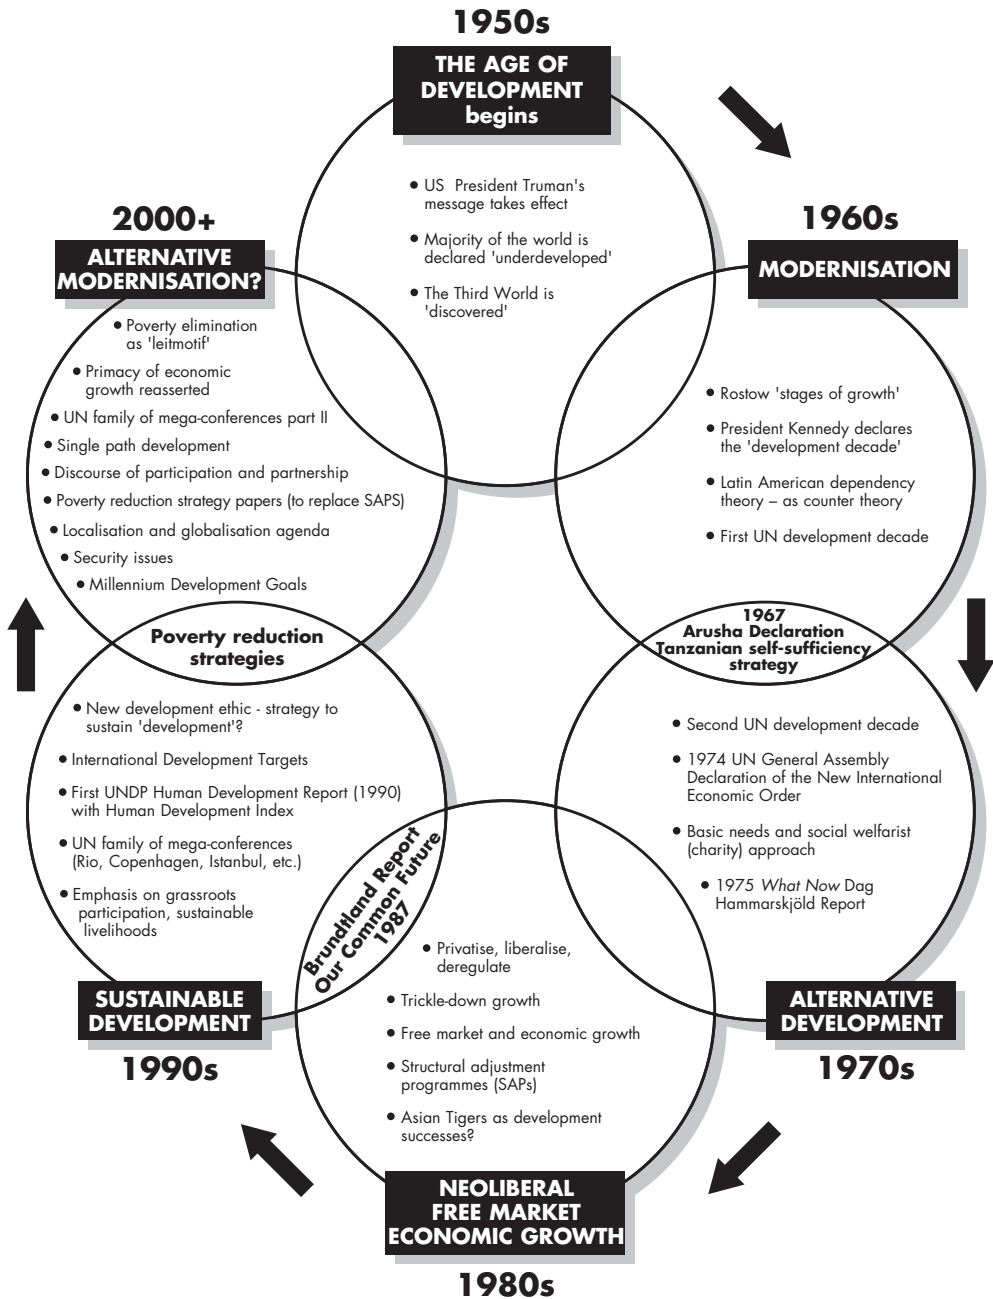 1950s
THE AGE OF
DEVELOPMENT
begins
• US President Truman's
message takes effect
• Majority of the world is
declared 'underdeveloped'
• The Third World is
'discovered'
1960s
MODERNISATION
• Rostow 'stages of growth'
• President Kennedy declares
the 'development decade'
• Latin American dependency
theory – as counter theory
• First UN development decade
1967
Arusha Declaration
Tanzanian self-sufficiency
strategy
• Second UN development decade
• 1974 UN General Assembly
Declaration of the New International
Economic Order
• Basic needs and social welfarist
(charity) approach
• 1975 What Now Dag
Hammarskjöld Report
ALTERNATIVE
DEVELOPMENT
1970s
• Privatise, liberalise,
deregulate
• Trickle-down growth
• Free market and economic growth
• Structural adjustment
programmes (SAPs)
• Asian Tigers as development
successes?
NEOLIBERAL
FREE MARKET
ECONOMIC GROWTH
1980s
Brundtland Report
Our Common Future
1987
• New development ethic - strategy to
sustain 'development'?
• International Development Targets
• First UNDP Human Development Report (1990)
with Human Development Index
• UN family of mega-conferences
(Rio, Copenhagen, Istanbul, etc.)
• Emphasis on grassroots
participation, sustainable
livelihoods
SUSTAINABLE
DEVELOPMENT
1990s
Poverty reduction
strategies
2000+
ALTERNATIVE
MODERNISATION?
• Poverty elimination
as 'leitmotif'
• Primacy of economic
growth reasserted
• UN family of mega-conferences part II
• Single path development
• Discourse of participation and partnership
• Poverty reduction strategy papers (to replace SAPS)
• Localisation and globalisation agenda
• Security issues
• Millennium Development Goals